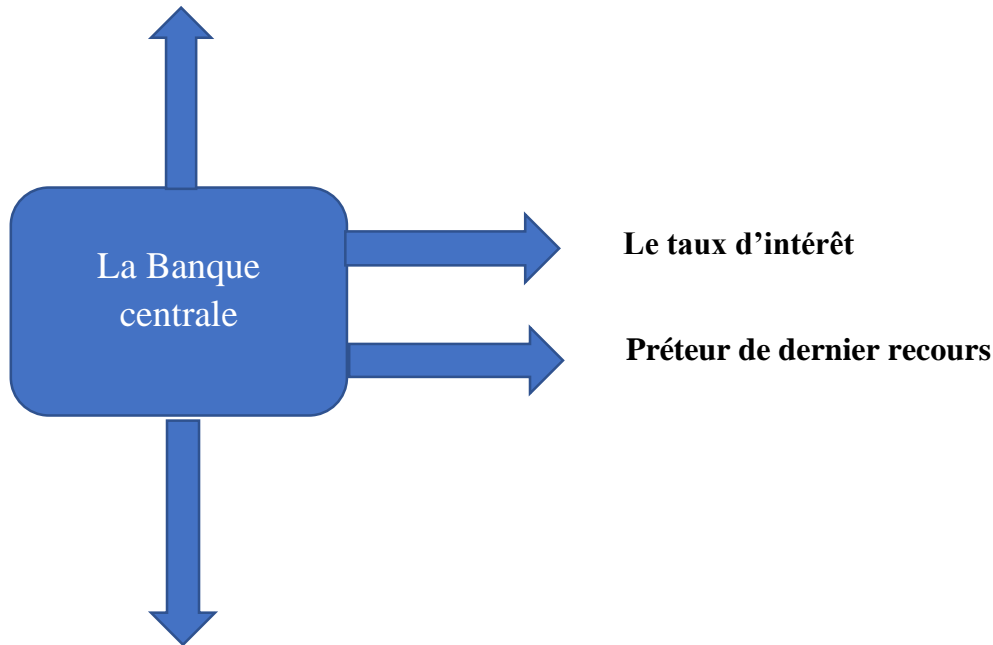 La Banque
centrale
Le taux d’intérêt
Préteur de dernier recours